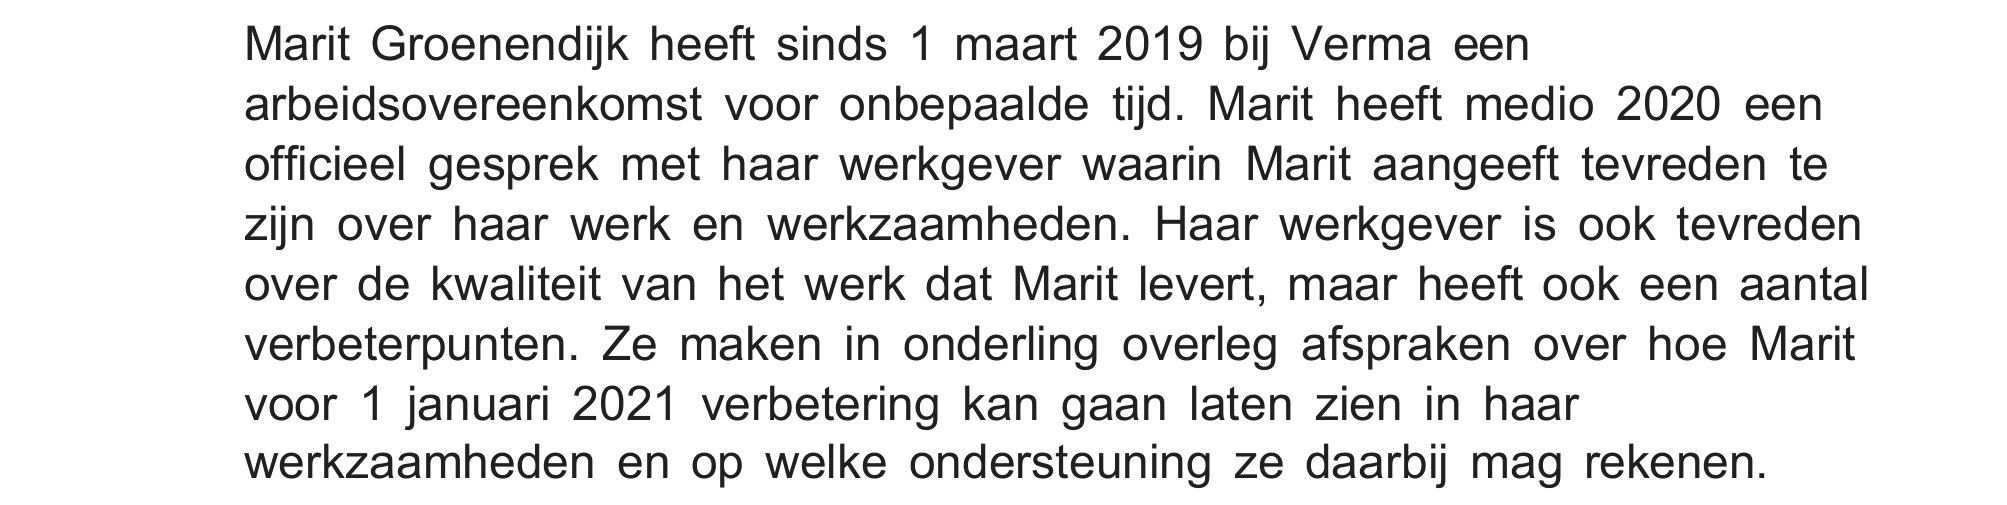 Marit Groenendijk heeft sinds 1 maart 2019 bij Verma een
arbeidsovereenkomst voor onbepaalde tijd. Marit heeft medio 2020 een
officieel gesprek met haar werkgever waarin Marit aangeeft tevreden te
zijn over haar werk en werkzaamheden. Haar werkgever is ook tevreden
over de kwaliteit van het werk dat Marit levert, maar heeft ook een aantal
verbeterpunten. Ze maken in onderling overleg afspraken over hoe Marit
voor 1 januari 2021 verbetering kan gaan laten zien in haar
werkzaamheden en op welke ondersteuning ze daarbij mag rekenen.